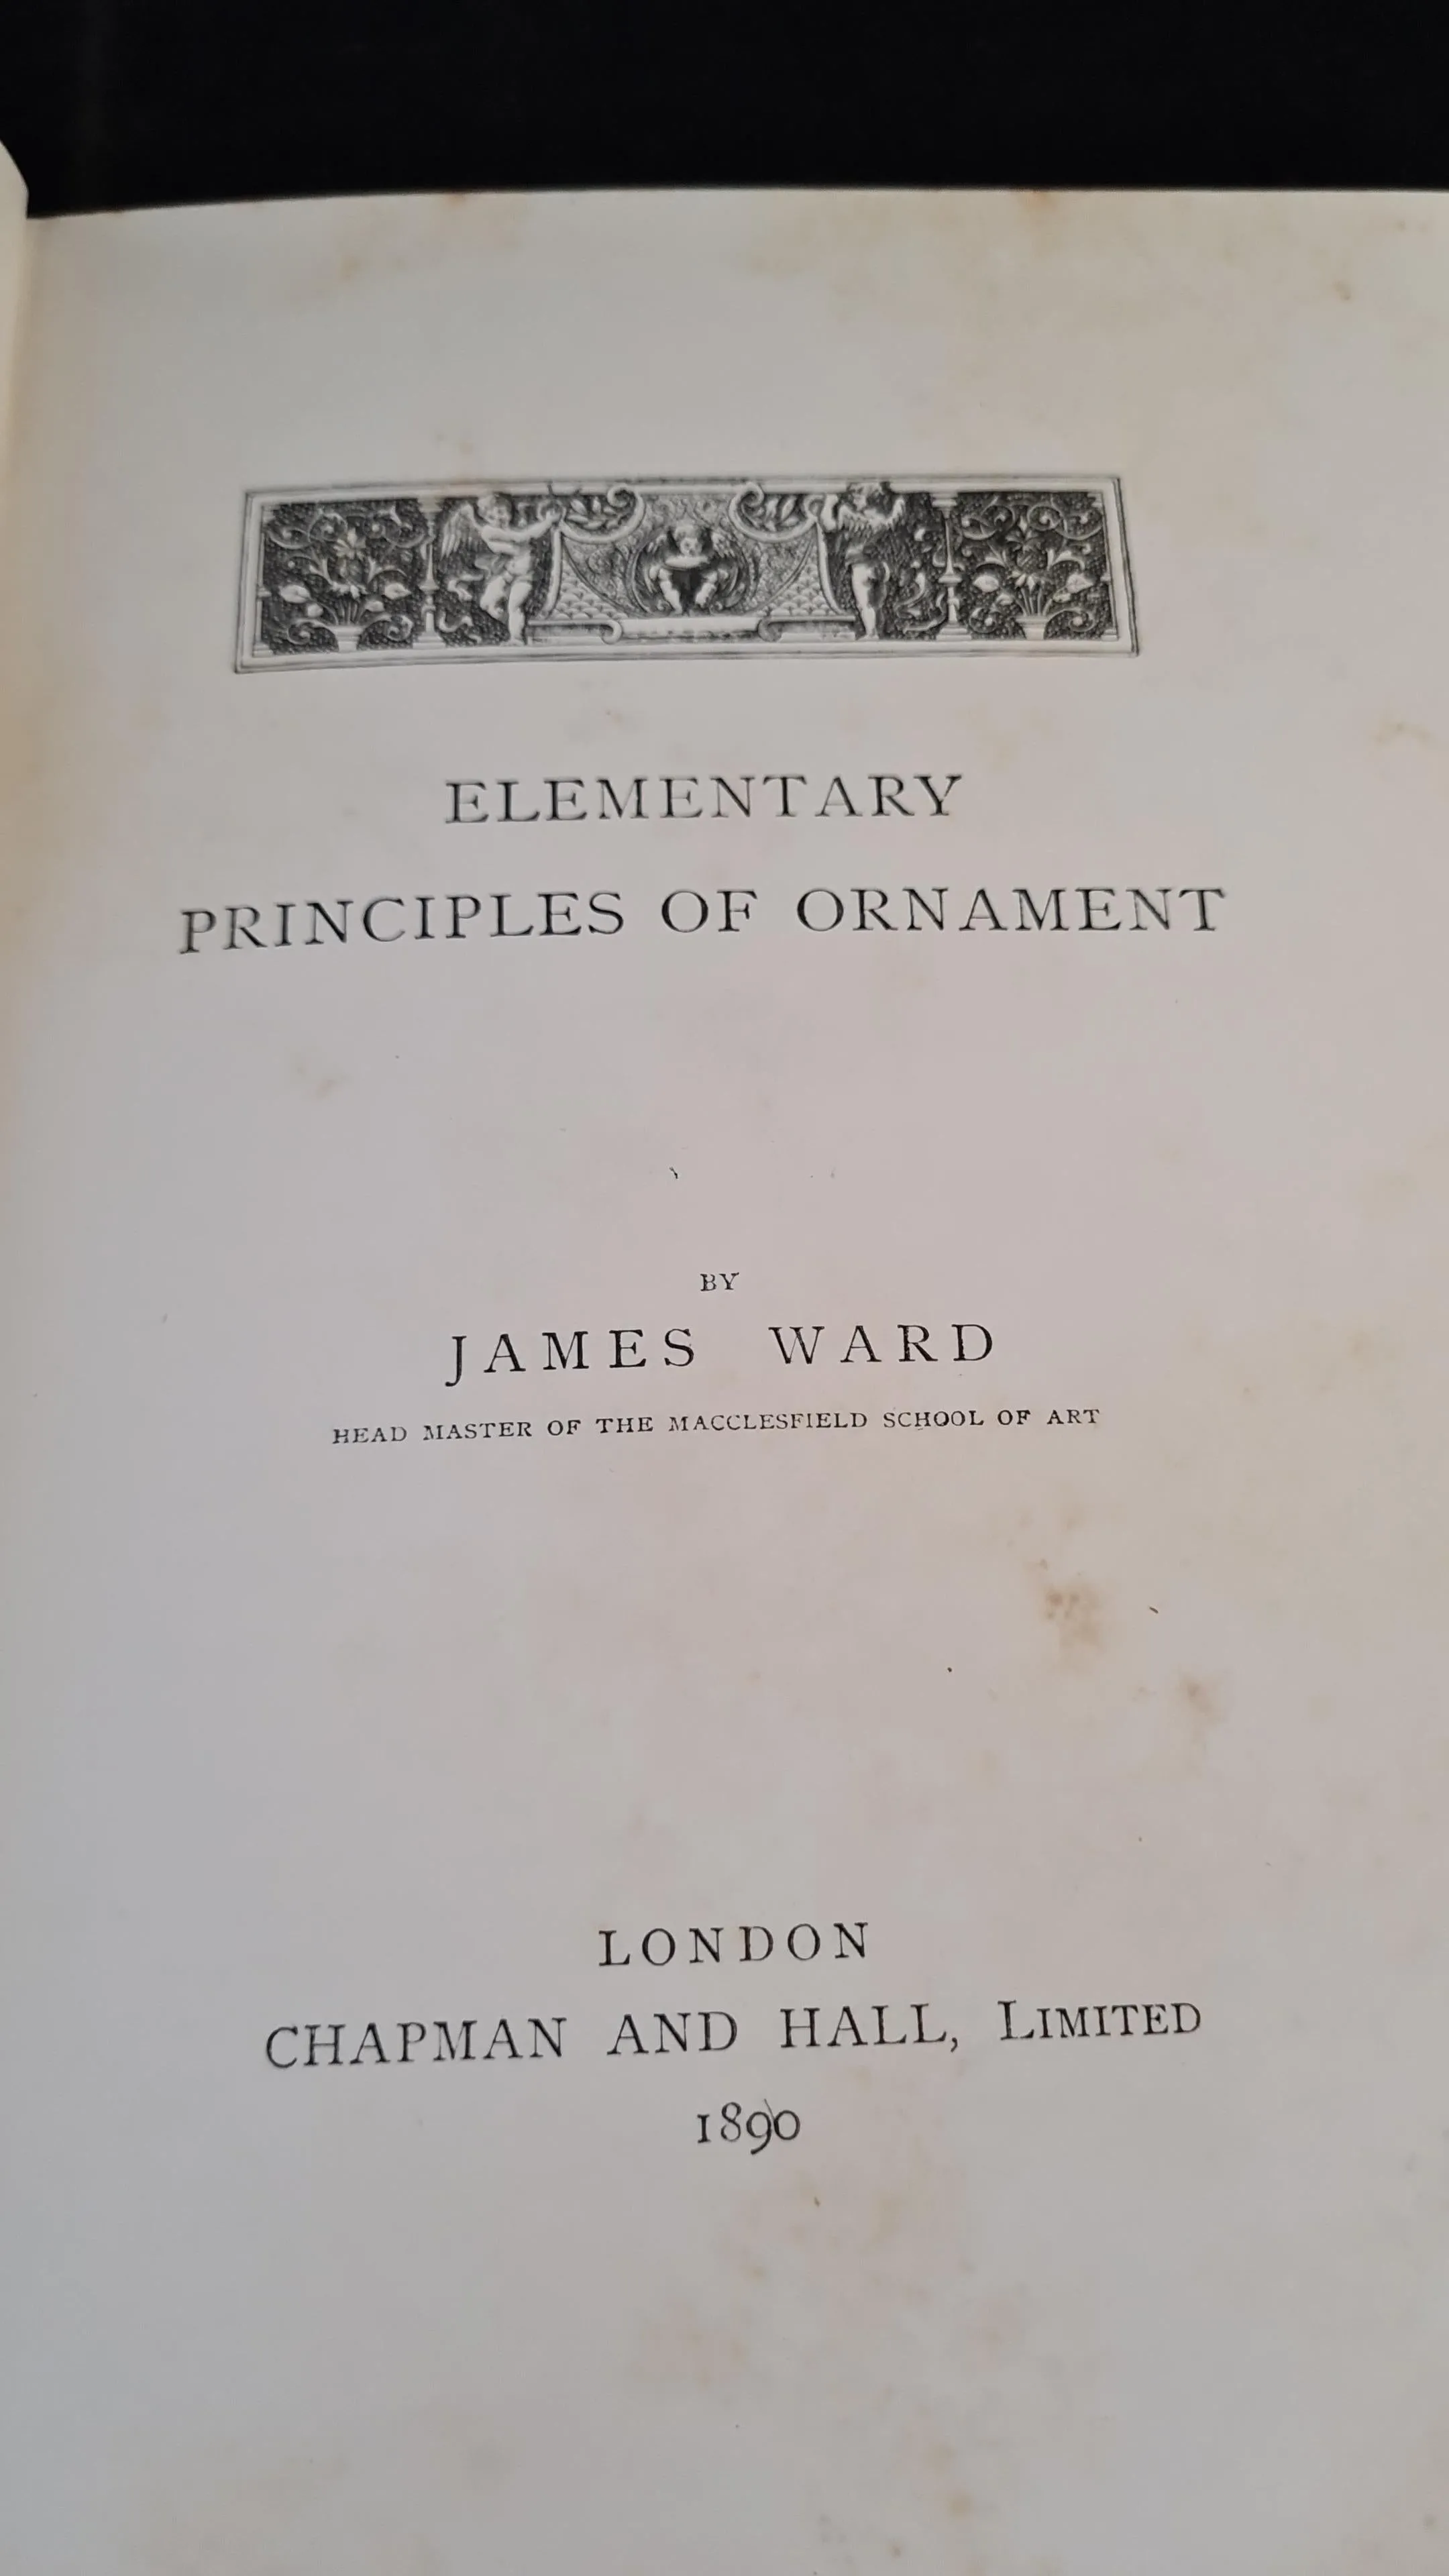 ELEMENTARY
PRINCIPLES OF ORNAMENT
BY
JAMES WARD
HEAD MASTER OF THE MACCLESFIELD SCHOOL OF ART
LONDON
CHAPMAN AND HALL, LIMITED
1890